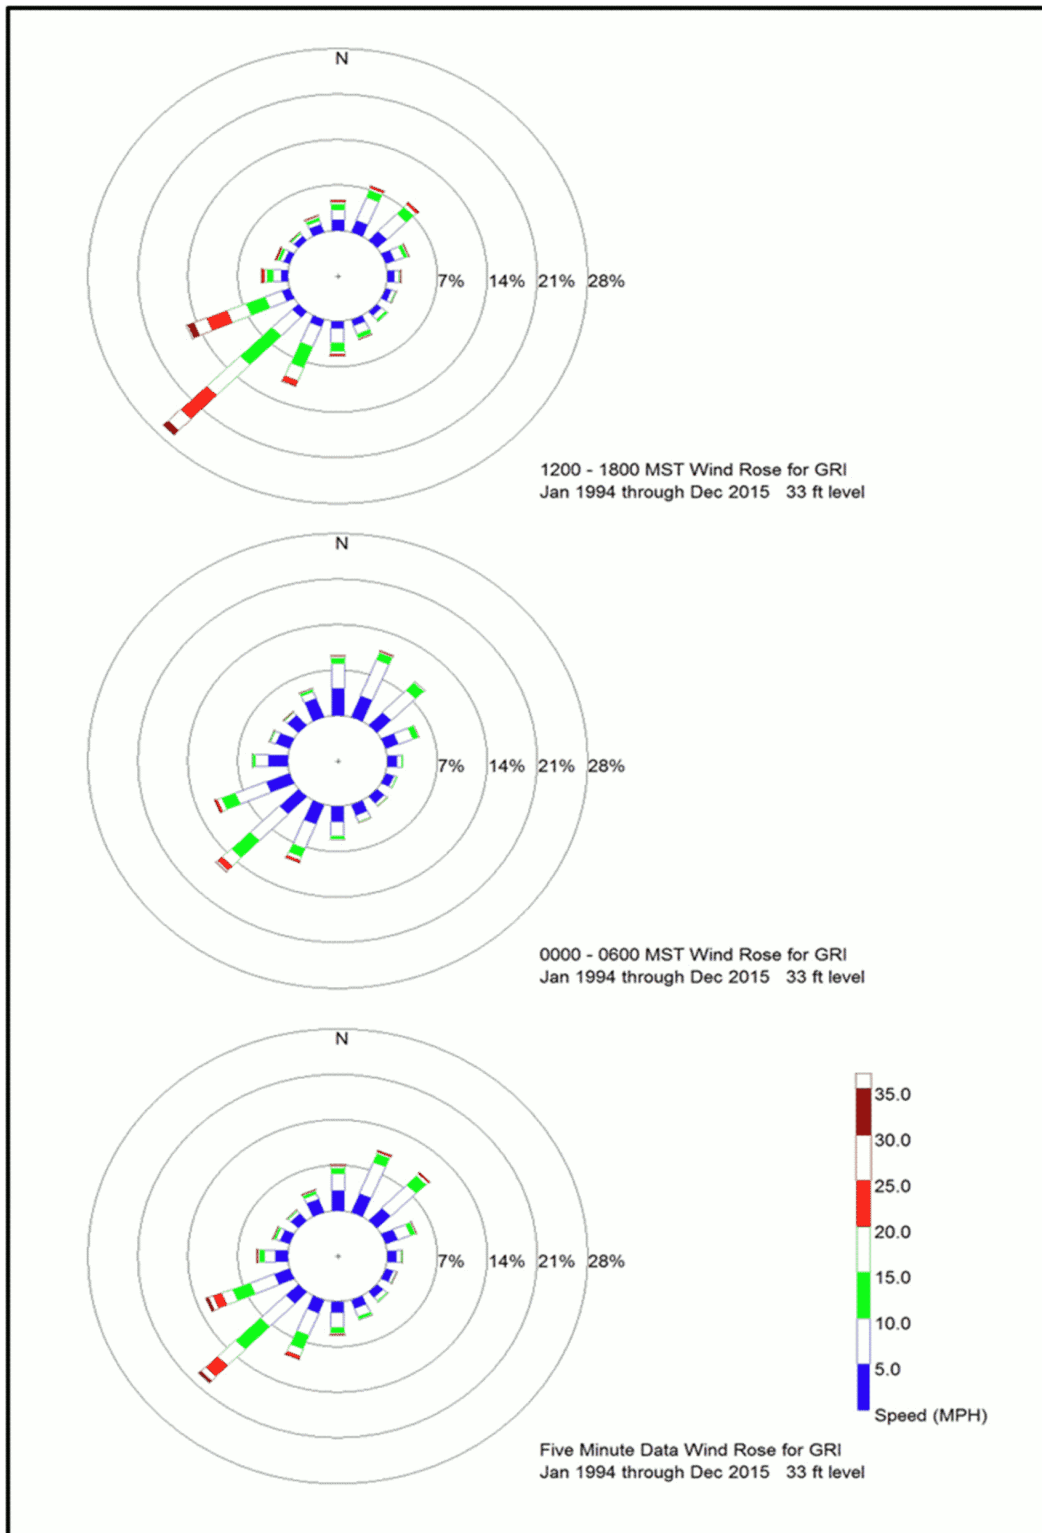 N
7% 14% 21% 28%
1200 - 1800 MST Wind Rose for GRI
Jan 1994 through Dec 2015 33 ft level
N
7% 14% 21% 28%
0000 - 0600 MST Wind Rose for GRI
Jan 1994 through Dec 2015 33 ft level
N
7% 14% 21% 28%
35.0
30.0
25.0
20.0
15.0
10.0
5.0
Speed (MPH)
Five Minute Data Wind Rose for GRI
Jan 1994 through Dec 2015 33 ft level